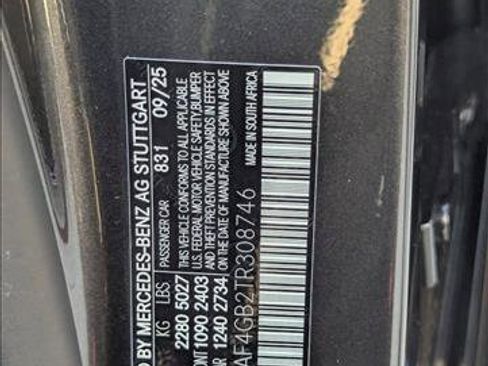 D BY MERCEDES-BENZ AG STUTTGART
PASSENGER CAR 831 09/25
KG LBS
2280 5027
1090 2403
1240 2734
THIS VEHICLE CONFORMS TO ALL APPLICABLE
U.S. FEDERAL MOTOR VEHICLE SAFETY BUMPER
AND THEFT PREVENTION STANDARDS IN EFFECT
ON THE DATE OF MANUFACTURE SHOWN ABOVE
AF4GB2TR308746
MADE IN SOUTH AFRICA